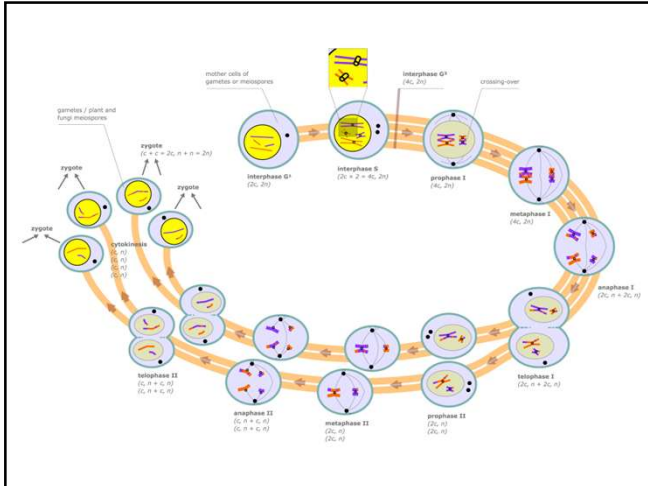 mother cells of
gametes or meiospores
interphase G²
(4c, 2n)
crossing-over
gametes / plant and
fungi meiospores
zygote
(c + c = 2c, n + n = 2n)
zygote
zygote
zygote
interphase G¹
(2c, 2n)
interphase S
(2c + 2 = 4c, 2n)
prophase I
(4c, 2n)
metaphase I
(4c, 2n)
cytokinesis
(c, n)
(c, n)
(c, n)
(c, n)
anaphase I
(2c, n + 2c, n)
telophase II
(c, n + c, n)
(c, n + c, n)
anaphase II
(c, n + c, n)
(c, n + c, n)
metaphase II
(2c, n)
(2c, n)
prophase II
(2c, n)
(2c, n)
telophase I
(2c, n + 2c, n)